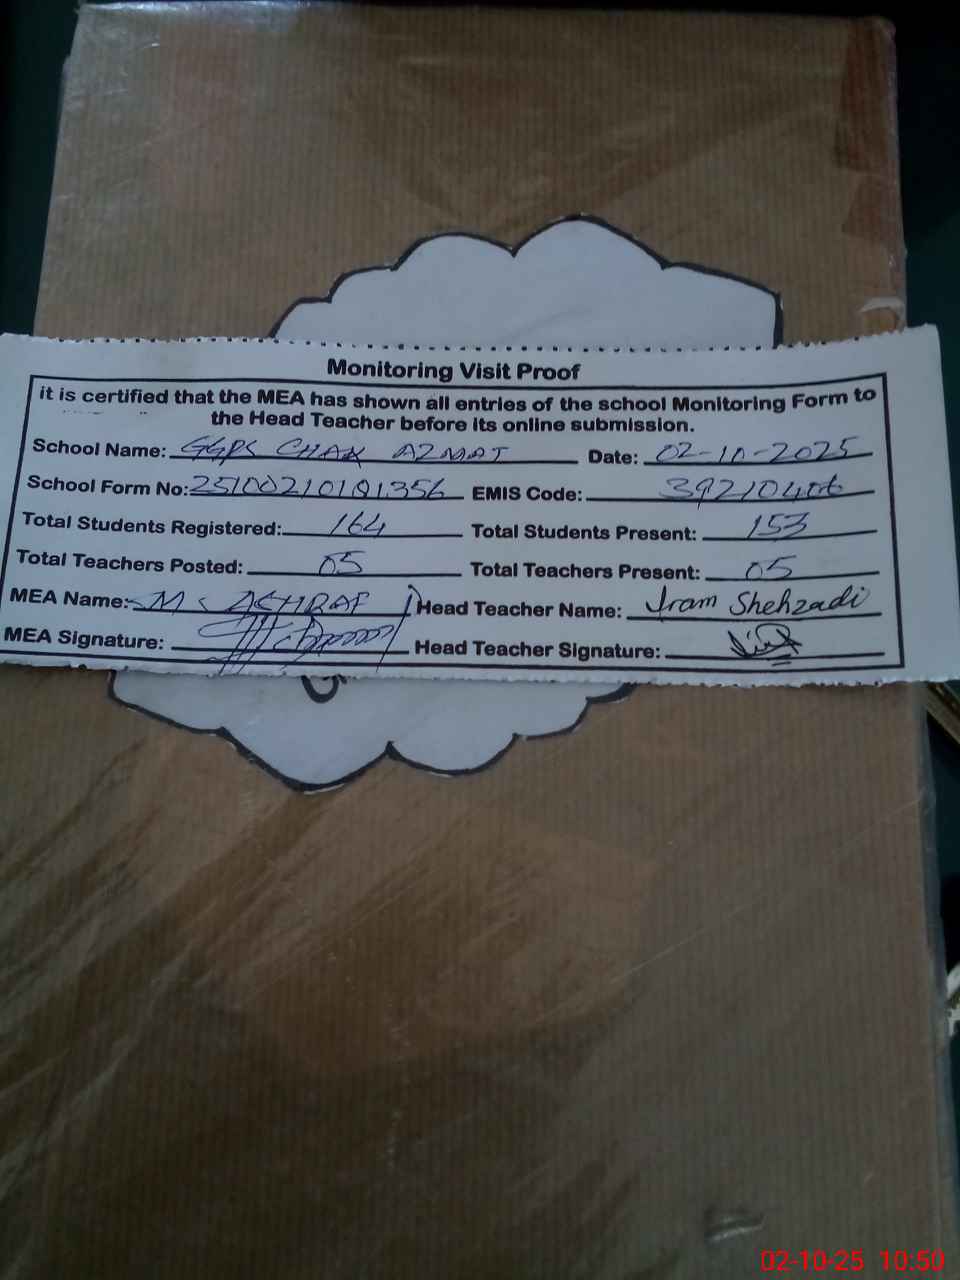 Monitoring Visit Proof
it is certified that the MEA has shown all entries of the school Monitoring Form to
the Head Teacher before its online submission.
School Name: GGPS CHAK AZMAT Date: 02-10-2025
School Form No: EMIS Code: 39210406
Total Students Registered: 164 Total Students Present: 153
Total Teachers Posted: 05 Total Teachers Present: 05
MEA Name: M. ASHRAF Head Teacher Name: Iram Shehzadi
MEA Signature: Head Teacher Signature:
02-10-25 10:50